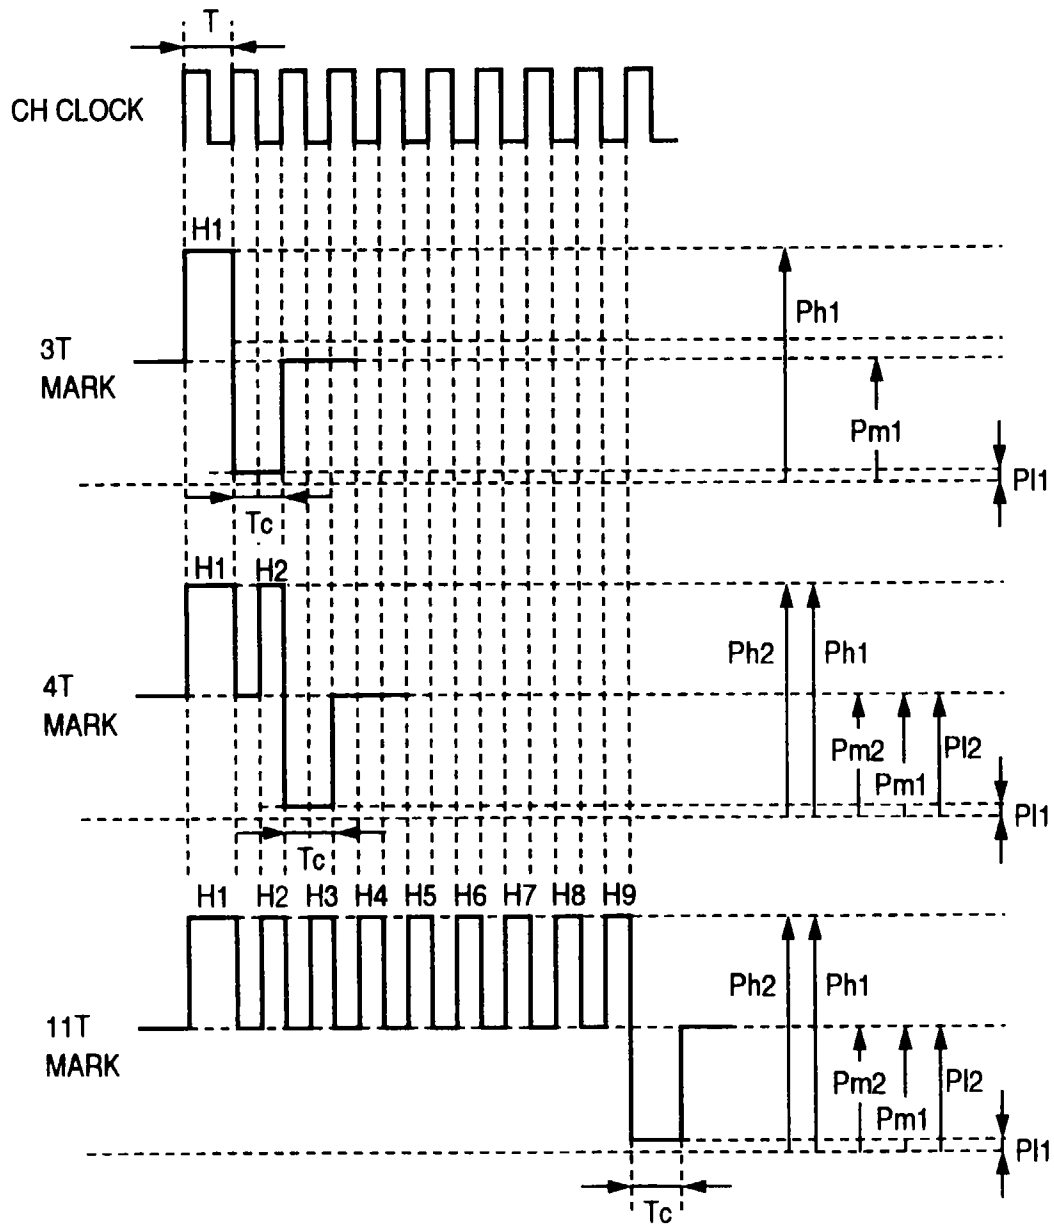 T
CH CLOCK
H1
Ph1
3T
MARK
Pm1
Pl1
Tc
H1 H2
Ph2 Ph1
4T
MARK
Pm2 Pl2
Pm1
Pl1
Tc
H1 H2 H3 H4 H5 H6 H7 H8 H9
Ph2 Ph1
11T
MARK
Pm2 Pl2
Pm1
Pl1
Tc